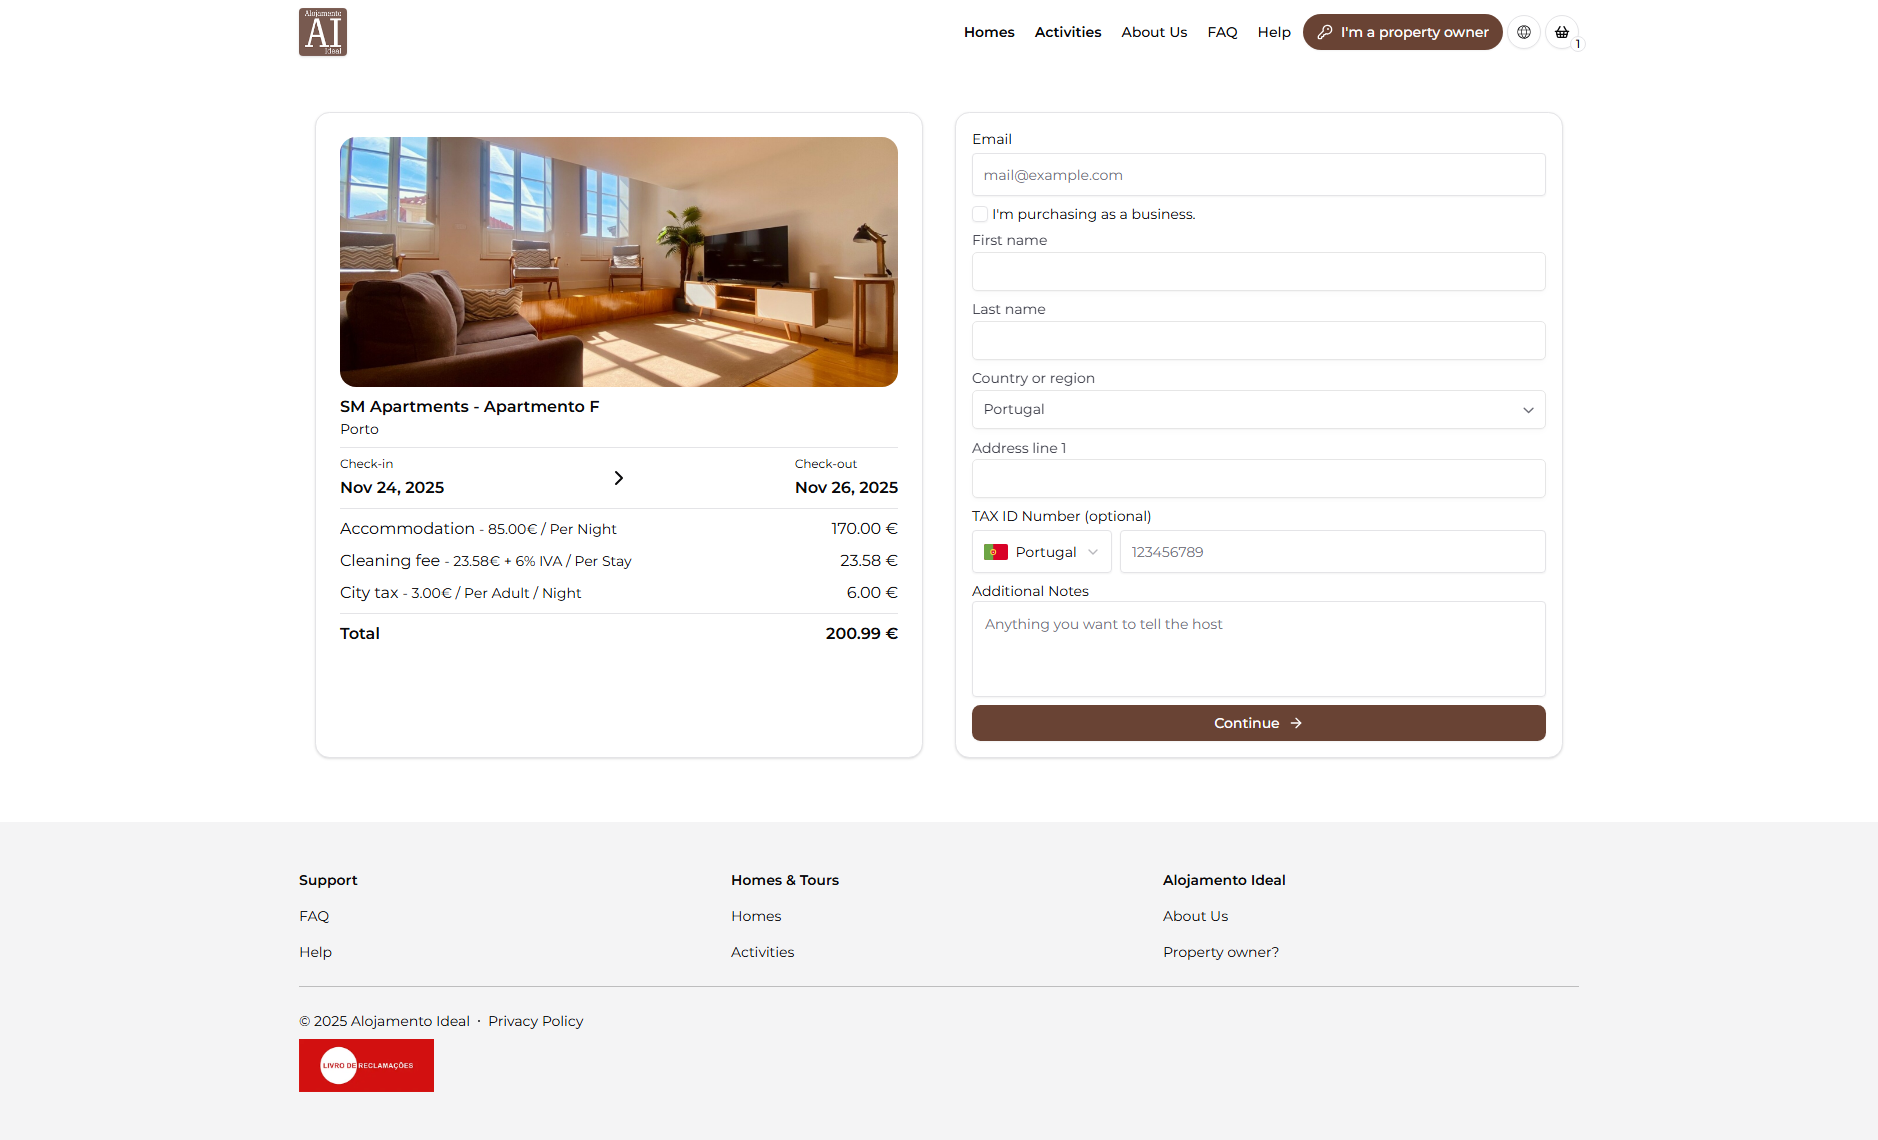 Alojamento
AI
Ideal
Homes
Activities
About Us
FAQ
Help
I'm a property owner
1
SM Apartments - Apartmento F
Porto
Check-in
Check-out
Nov 24, 2025
Nov 26, 2025
Accommodation - 85.00€ / Per Night
170.00 €
Cleaning fee - 23.58€ + 6% IVA / Per Stay
23.58 €
City tax - 3.00€ / Per Adult / Night
6.00 €
Total
200.99 €
Email
mail@example.com
I'm purchasing as a business.
First name
Last name
Country or region
Portugal
Address line 1
TAX ID Number (optional)
Portugal
123456789
Additional Notes
Anything you want to tell the host
Continue
Support
FAQ
Help
Homes & Tours
Homes
Activities
Alojamento Ideal
About Us
Property owner?
© 2025 Alojamento Ideal · Privacy Policy
LIVRO DE RECLAMAÇÕES